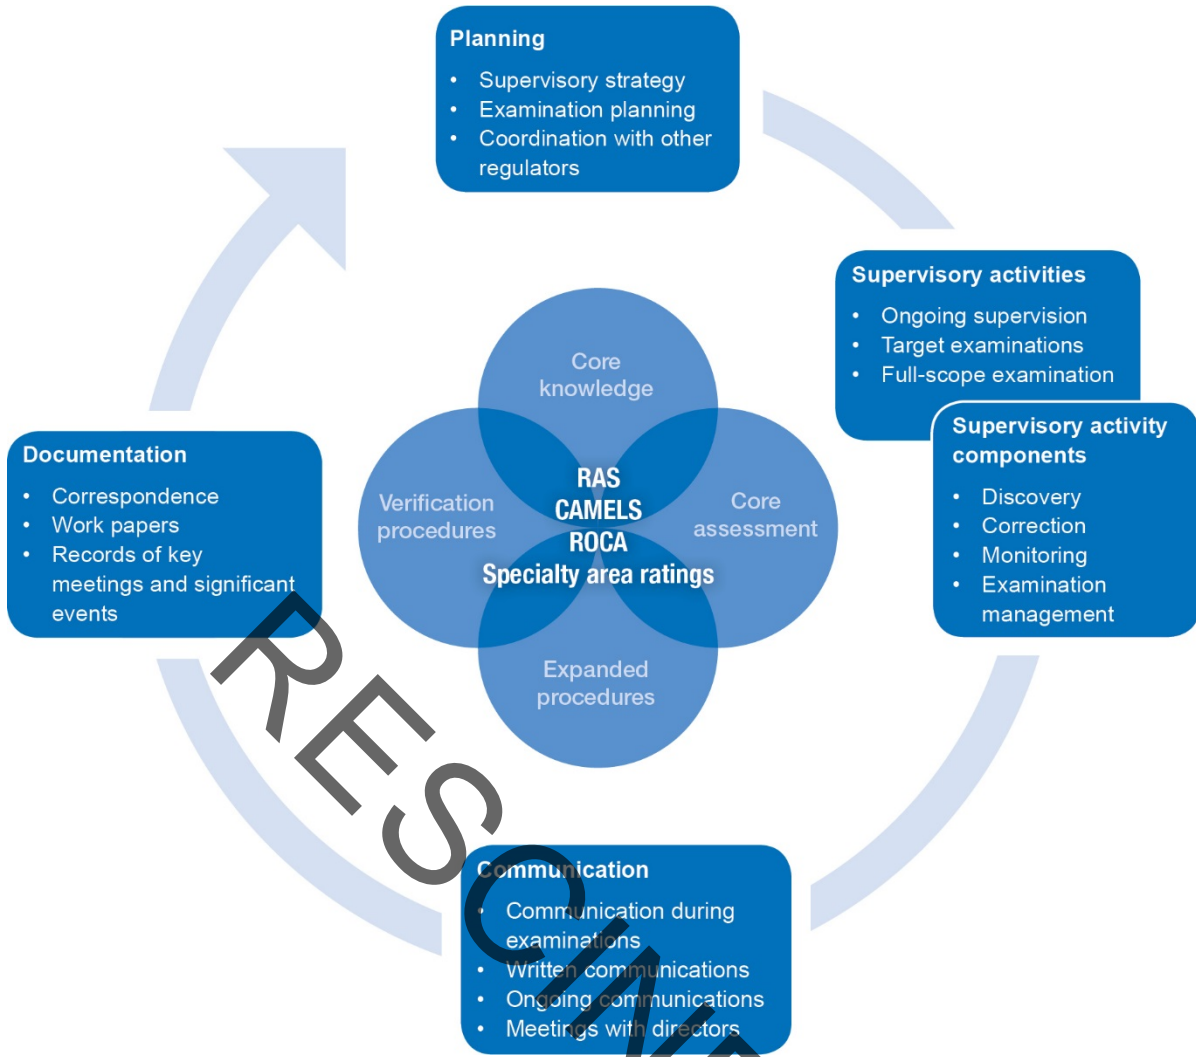 Planning
• Supervisory strategy
• Examination planning
• Coordination with other
regulators
Supervisory activities
• Ongoing supervision
• Target examinations
• Full-scope examination
Supervisory activity
components
• Discovery
• Correction
• Monitoring
• Examination
management
Core
knowledge
Verification
procedures
RAS
CAMELS
ROCA
Specialty area ratings
Core
assessment
Expanded
procedures
Documentation
• Correspondence
• Work papers
• Records of key
meetings and significant
events
Communication
• Communication during
examinations
• Written communications
• Ongoing communications
• Meetings with directors